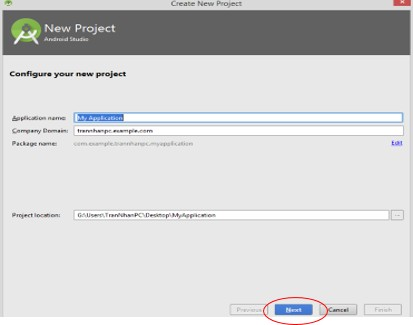 Create New Project
New Project
Android Studio
Configure your new project
Application name: My Application
Company Domain: trannhanpc.example.com
Package name: com.example.trannhanpc.myapplication Edit
Project location: G:\Users\TranNhanPC\Desktop\MyApplication ...
Previous Next Cancel Finish